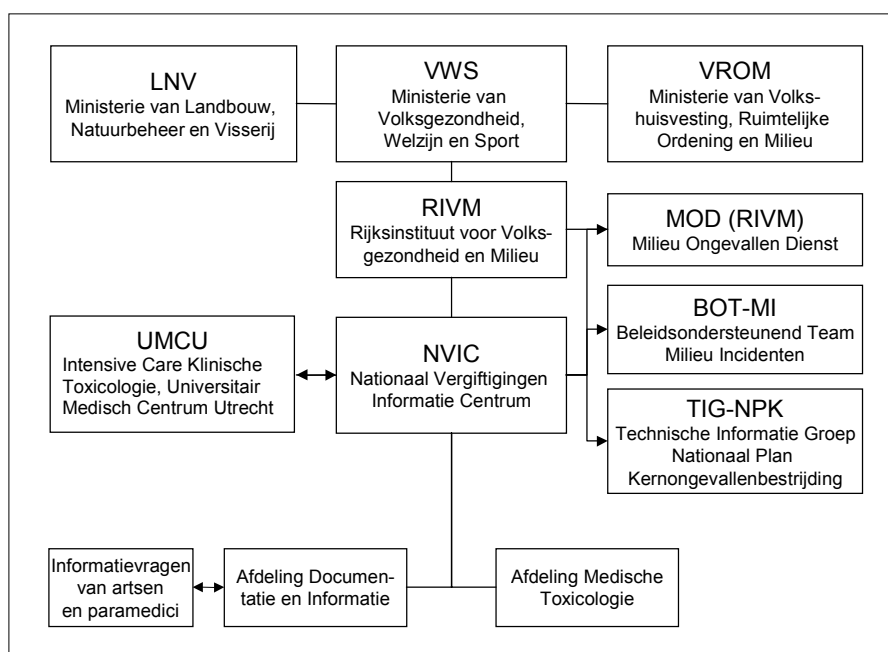 LNV
Ministerie van Landbouw,
Natuurbeheer en Visserij
VWS
Ministerie van
Volksgezondheid,
Welzijn en Sport
VROM
Ministerie van Volks-
huisvesting, Ruimtelijke
Ordening en Milieu
RIVM
Rijksinstituut voor Volks-
gezondheid en Milieu
MOD (RIVM)
Milieu Ongevallen Dienst
BOT-MI
Beleidsondersteunend Team
Milieu Incidenten
UMCU
Intensive Care Klinische
Toxicologie, Universitair
Medisch Centrum Utrecht
NVIC
Nationaal Vergiftigingen
Informatie Centrum
TIG-NPK
Technische Informatie Groep
Nationaal Plan
Kernongevallenbestrijding
Informatievragen
van artsen
en paramedici
Afdeling Documen-
tatie en Informatie
Afdeling Medische
Toxicologie